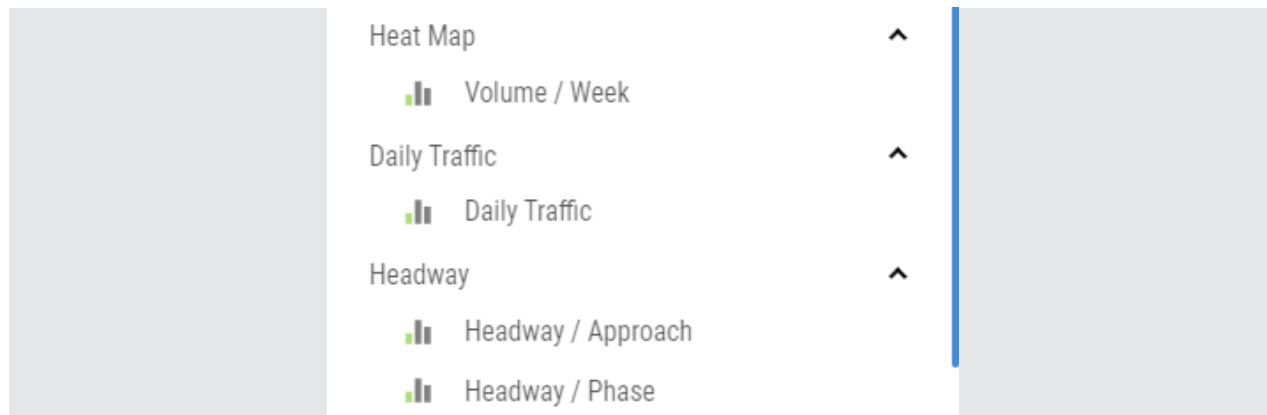 Heat Map
Volume / Week
Daily Traffic
Daily Traffic
Headway
Headway / Approach
Headway / Phase